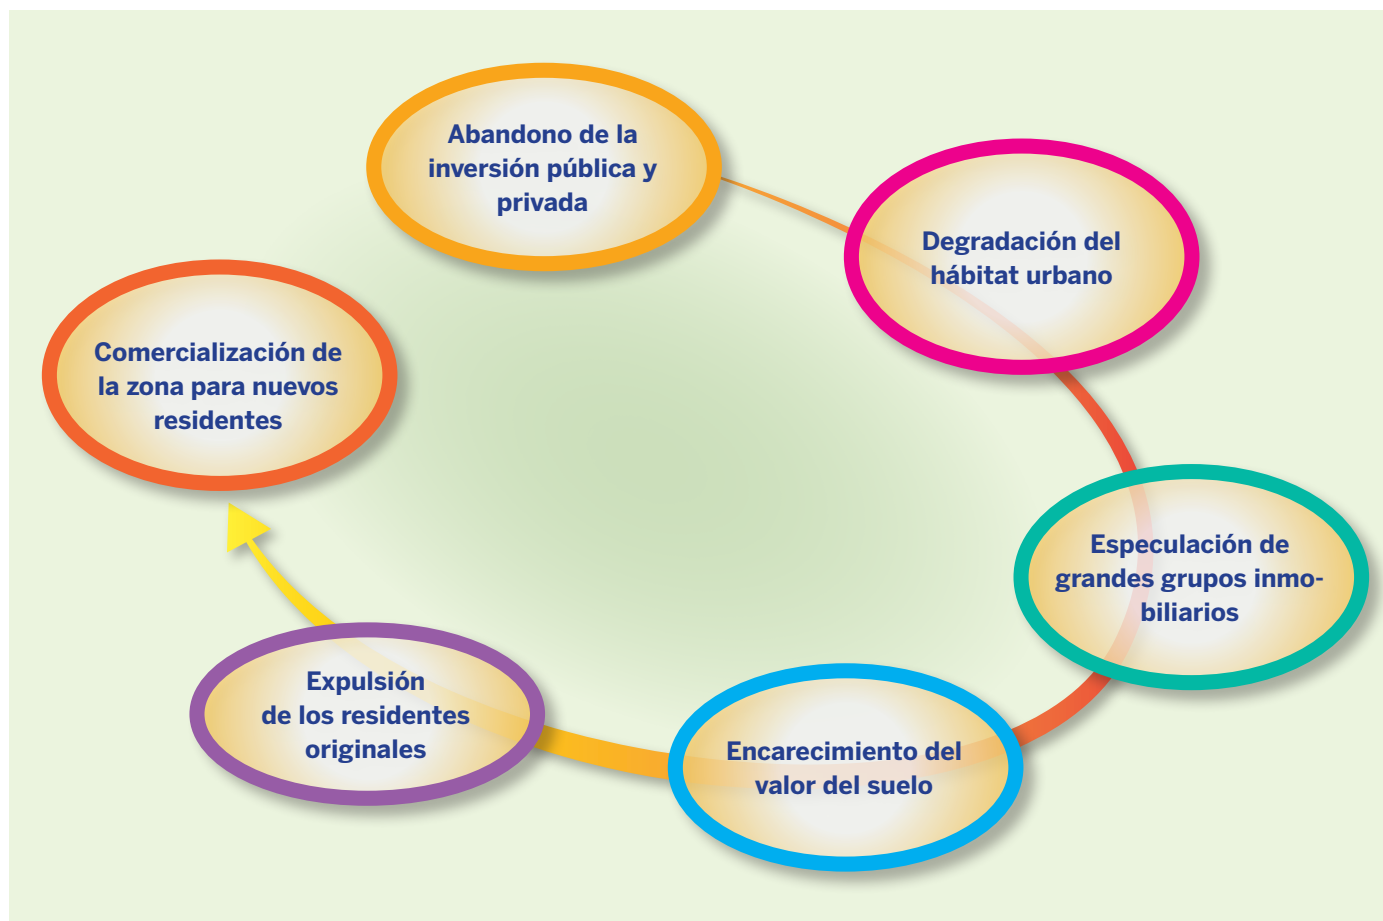 Abandono de la
inversión pública y
privada
Degradación del
hábitat urbano
Especulación de
grandes grupos inmo-
biliarios
Encarecimiento del
valor del suelo
Expulsión
de los residentes
originales
Comercialización de
la zona para nuevos
residentes